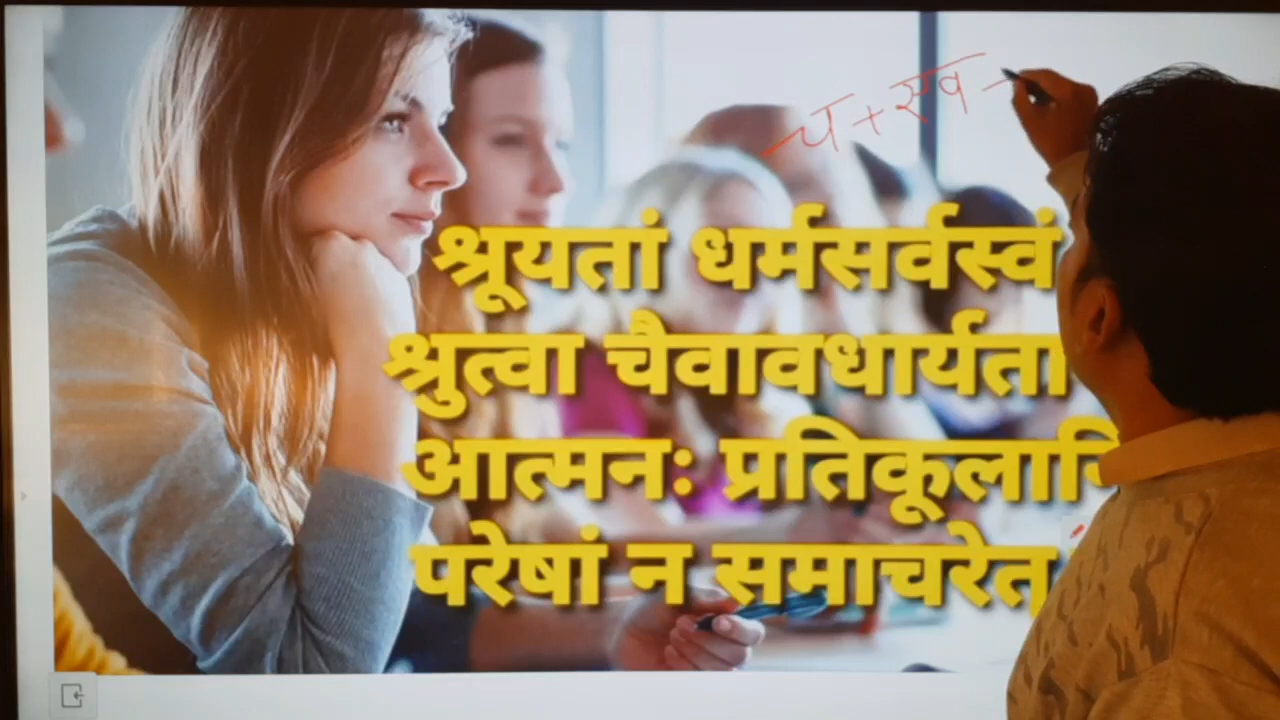 +स्व
श्रूयतां धर्मसर्वस्वं
श्रुत्वा चैवावधार्यता
आत्मनः प्रतिकूलानि
परेषां न समाचरेत्